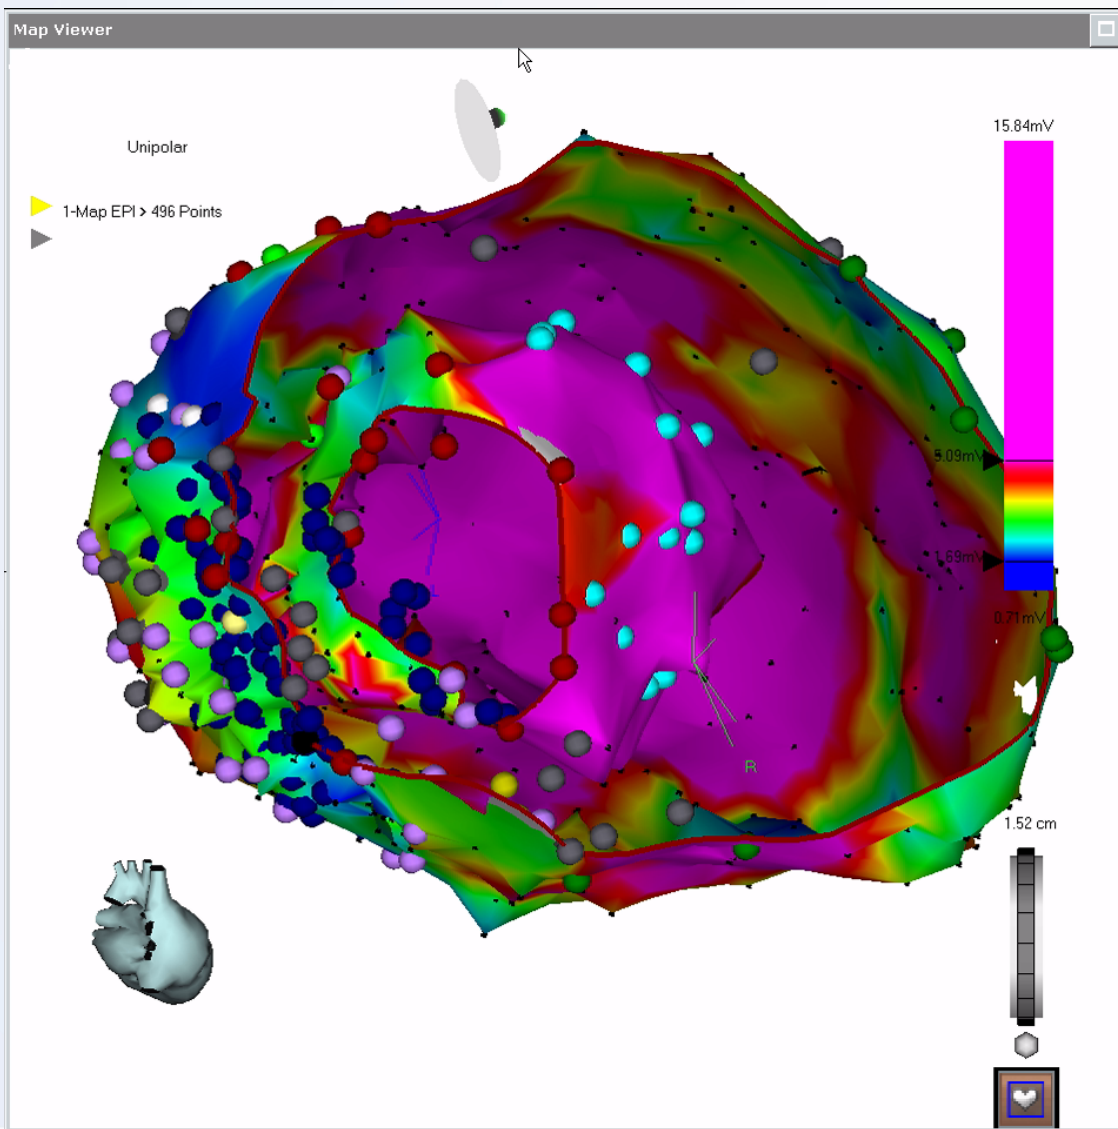 Map Viewer
15.84mV
Unipolar
1-Map EPI > 496 Points
5.09mV
1.69mV
0.71mV
R
1.52 cm